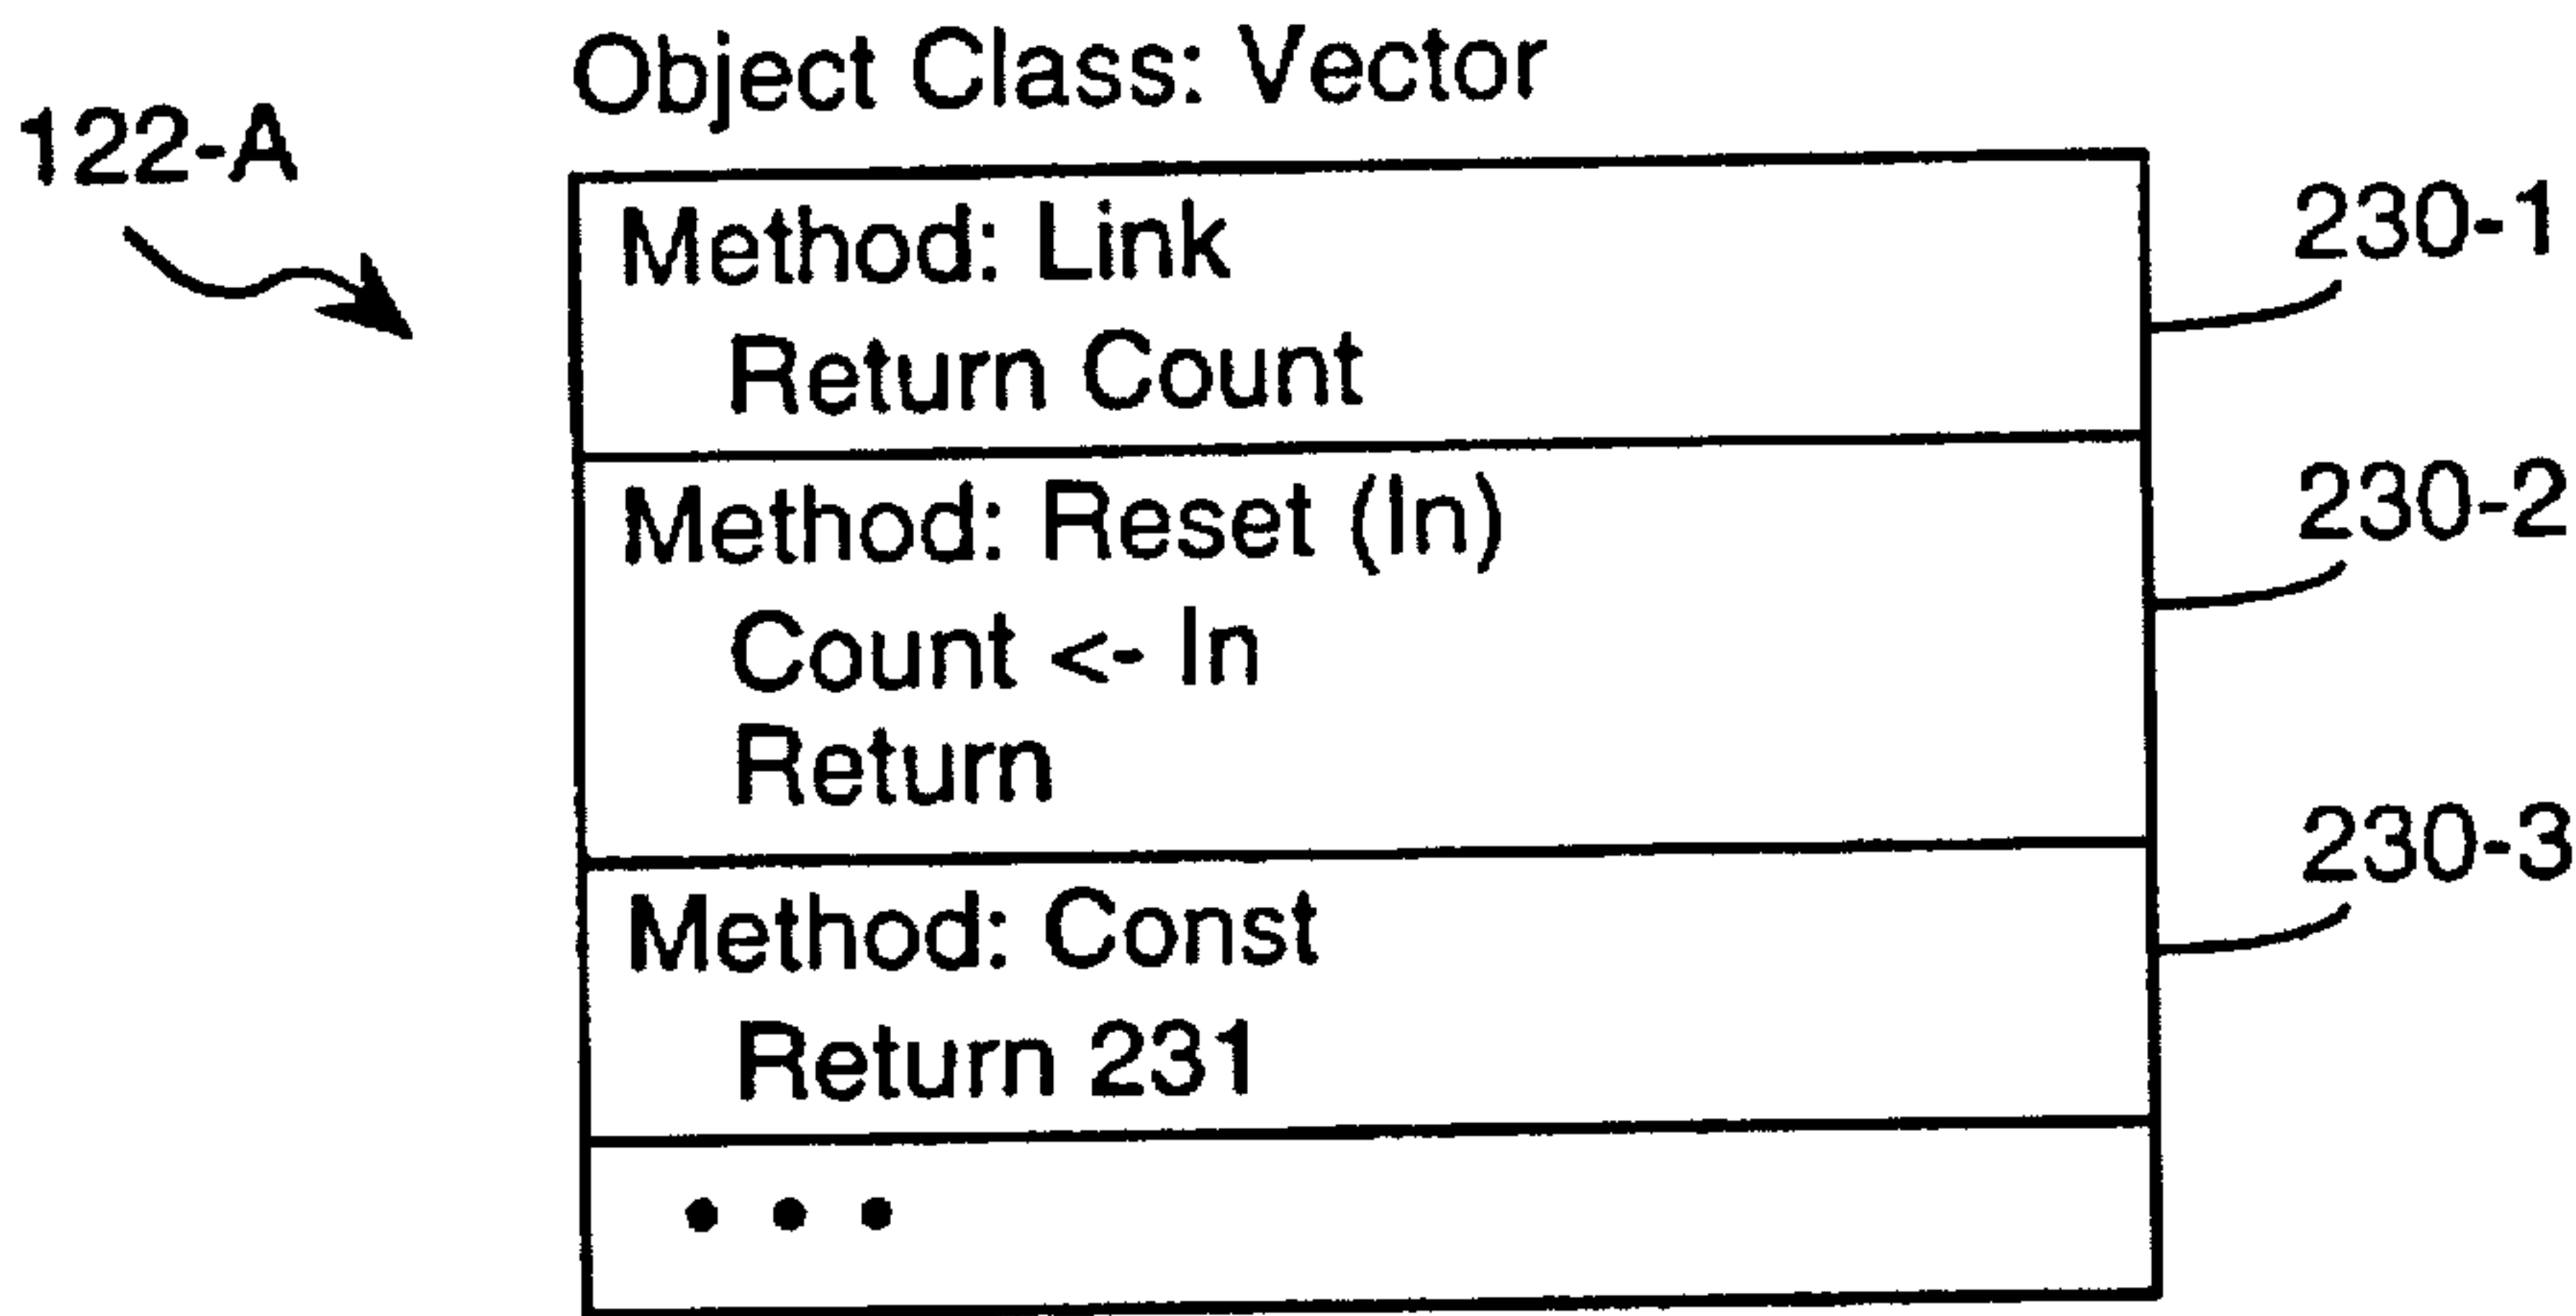 Object Class: Vector
122-A
Method: Link
230-1
Return Count
Method: Reset (In)
230-2
Count <- In
Return
230-3
Method: Const
Return 231
• • •